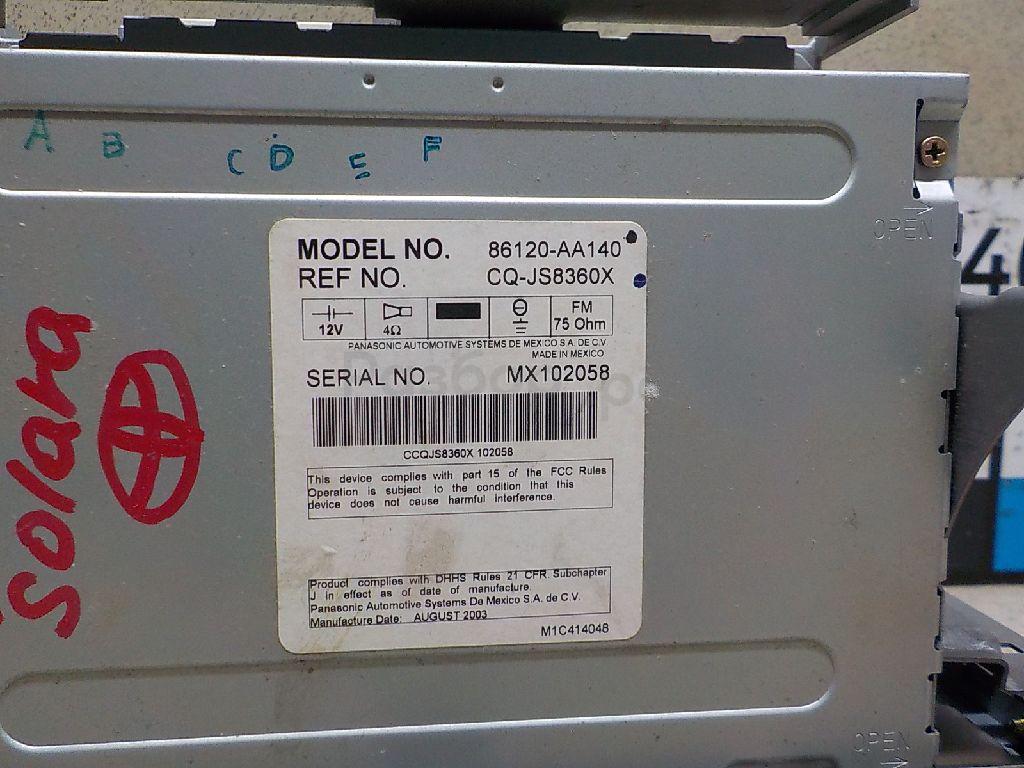 A B C D E F
OPEN
MODEL NO. 86120-AA140
REF NO. CQ-JS8360X
12V 4Ω FM 75 Ohm
PANASONIC AUTOMOTIVE SYSTEMS DE MEXICO S.A. DE C.V.
MADE IN MEXICO
SERIAL NO. MX102058
CCQJS8360X 102058
This device complies with part 15 of the FCC Rules
Operation is subject to the condition that this
device does not cause harmful interference.
Product complies with DHHS Rules 21 CFR. Subchapter
J in effect as of date of manufacture.
Panasonic Automotive Systems De Mexico S.A. de C.V.
Manufacture Date: AUGUST 2003
M1C414048
Solara
OPEN